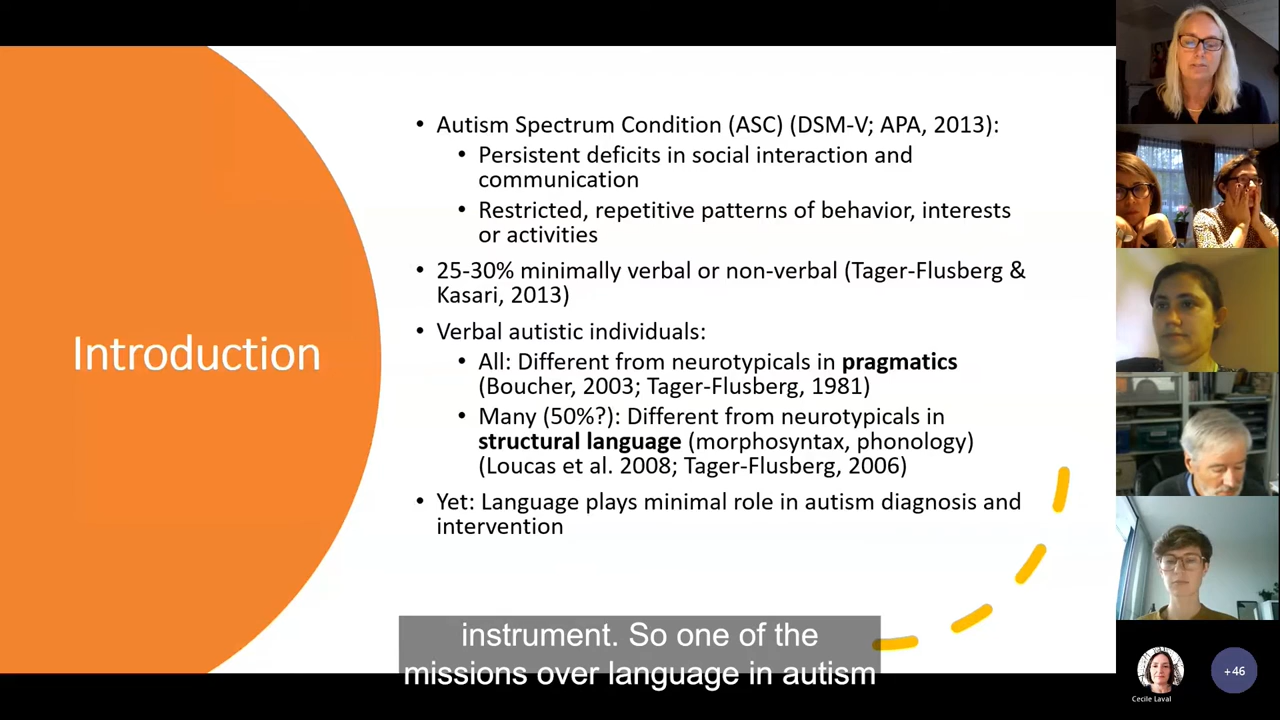 Introduction
• Autism Spectrum Condition (ASC) (DSM-V; APA, 2013):
• Persistent deficits in social interaction and
communication
• Restricted, repetitive patterns of behavior, interests
or activities
• 25-30% minimally verbal or non-verbal (Tager-Flusberg &
Kasari, 2013)
• Verbal autistic individuals:
• All: Different from neurotypicals in pragmatics
(Boucher, 2003; Tager-Flusberg, 1981)
• Many (50%?): Different from neurotypicals in
structural language (morphosyntax, phonology)
(Loucas et al. 2008; Tager-Flusberg, 2006)
• Yet: Language plays minimal role in autism diagnosis and
intervention
instrument. So one of the
missions over language in autism
Cecile Laval
+46